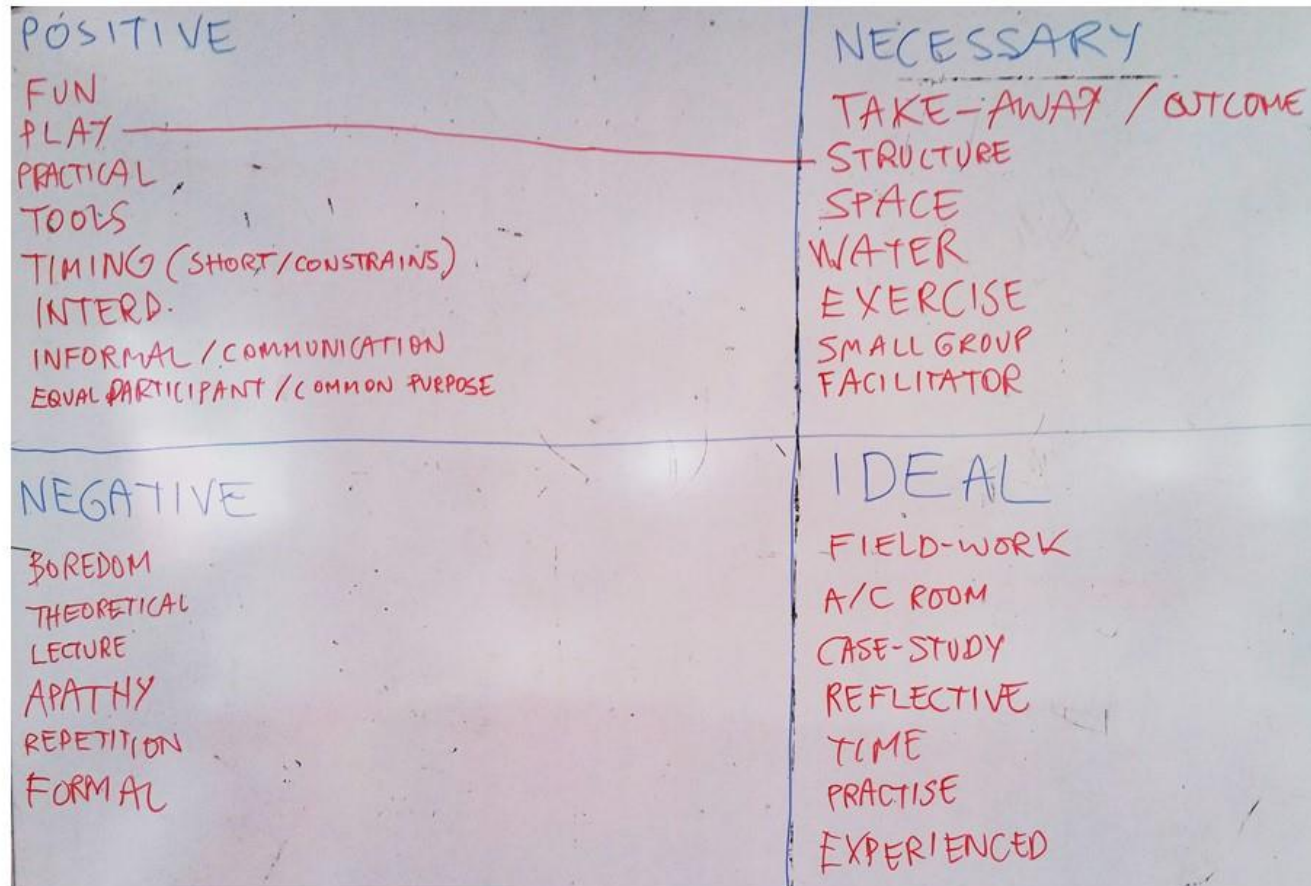 POSITIVE
FUN
PLAY
PRACTICAL
TOOLS
TIMING (SHORT/CONSTRAINS)
INTERD.
INFORMAL / COMMUNICATION
EQUAL PARTICIPANT / COMMON PURPOSE
NECESSARY
TAKE-AWAY / OUTCOME
STRUCTURE
SPACE
WATER
EXERCISE
SMALL GROUP
FACILITATOR
NEGATIVE
BOREDOM
THEORETICAL
LECTURE
APATHY
REPETITION
FORMAL
IDEAL
FIELD-WORK
A/C ROOM
CASE-STUDY
REFLECTIVE
TIME
PRACTISE
EXPERIENCED